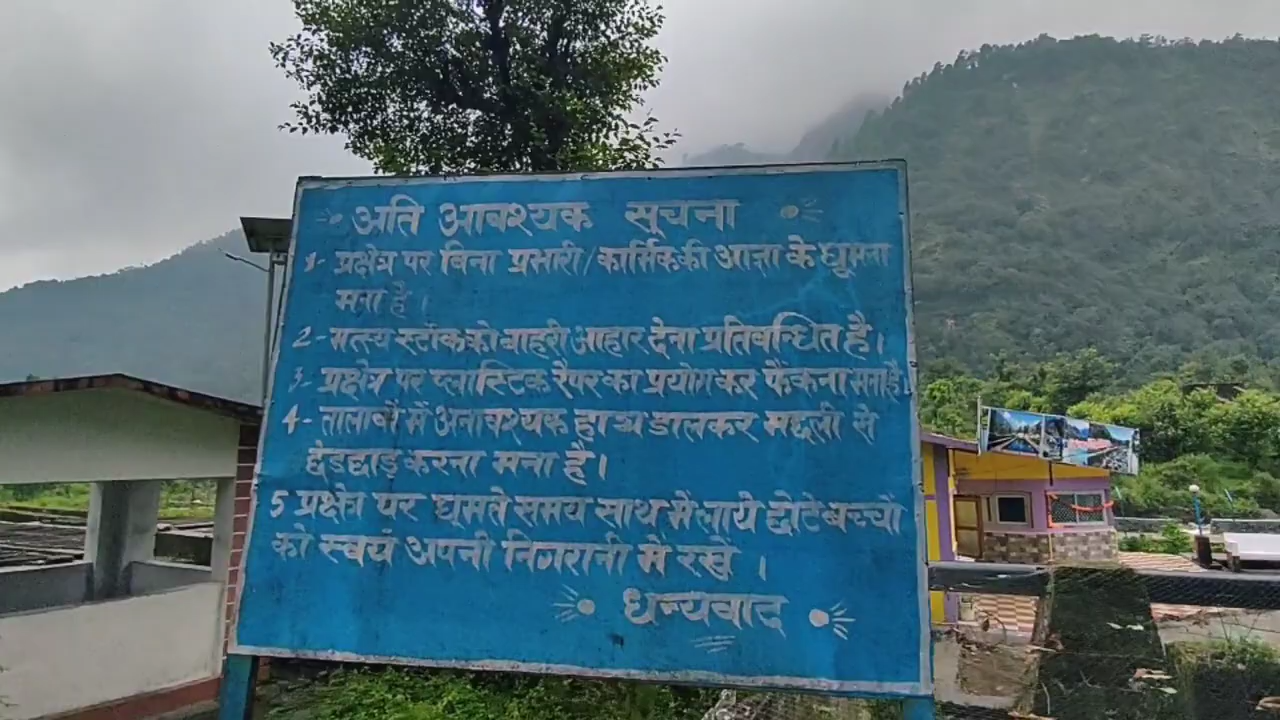 अति आवश्यक सूचना
1- प्रक्षेत्र पर बिना प्रभारी/कार्मिक की आज्ञा के घूमना
मना है।
2- मत्स्य स्टॉक को बाहरी आहार देना प्रतिबन्धित है।
3- प्रक्षेत्र पर प्लास्टिक रैपर का प्रयोग कर फैंकना मना है।
4- तालाबों में अनावश्यक हाथ डालकर मछली से
छेडछाड़ करना मना है।
5 प्रक्षेत्र पर घूमते समय साथ में लाये छोटे बच्चों
को स्वयं अपनी निगरानी में रखें।
धन्यवाद